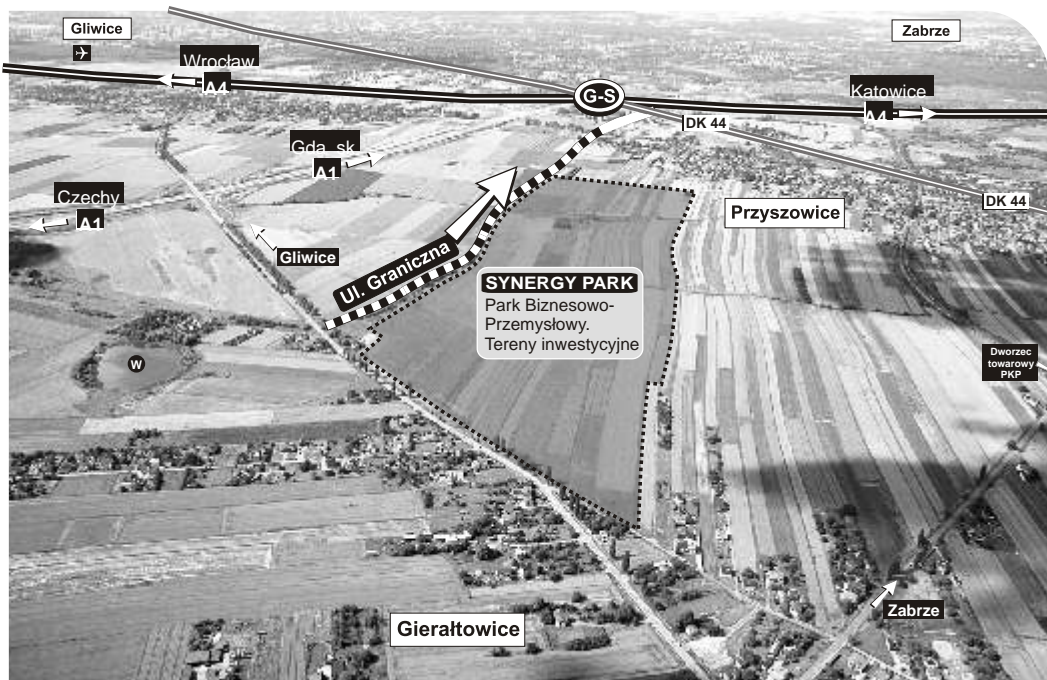 Gliwice
Zabrze
Wrocław
A4
G-S
Katowice
A4
DK 44
Gda sk
A1
Czechy
A1
DK 44
Przyszowice
Gliwice
Ul. Graniczna
SYNERGY PARK
Park Biznesowo-
Przemysłowy.
Tereny inwestycyjne
W
Dworzec
towarowy
PKP
Zabrze
Gierałtowice